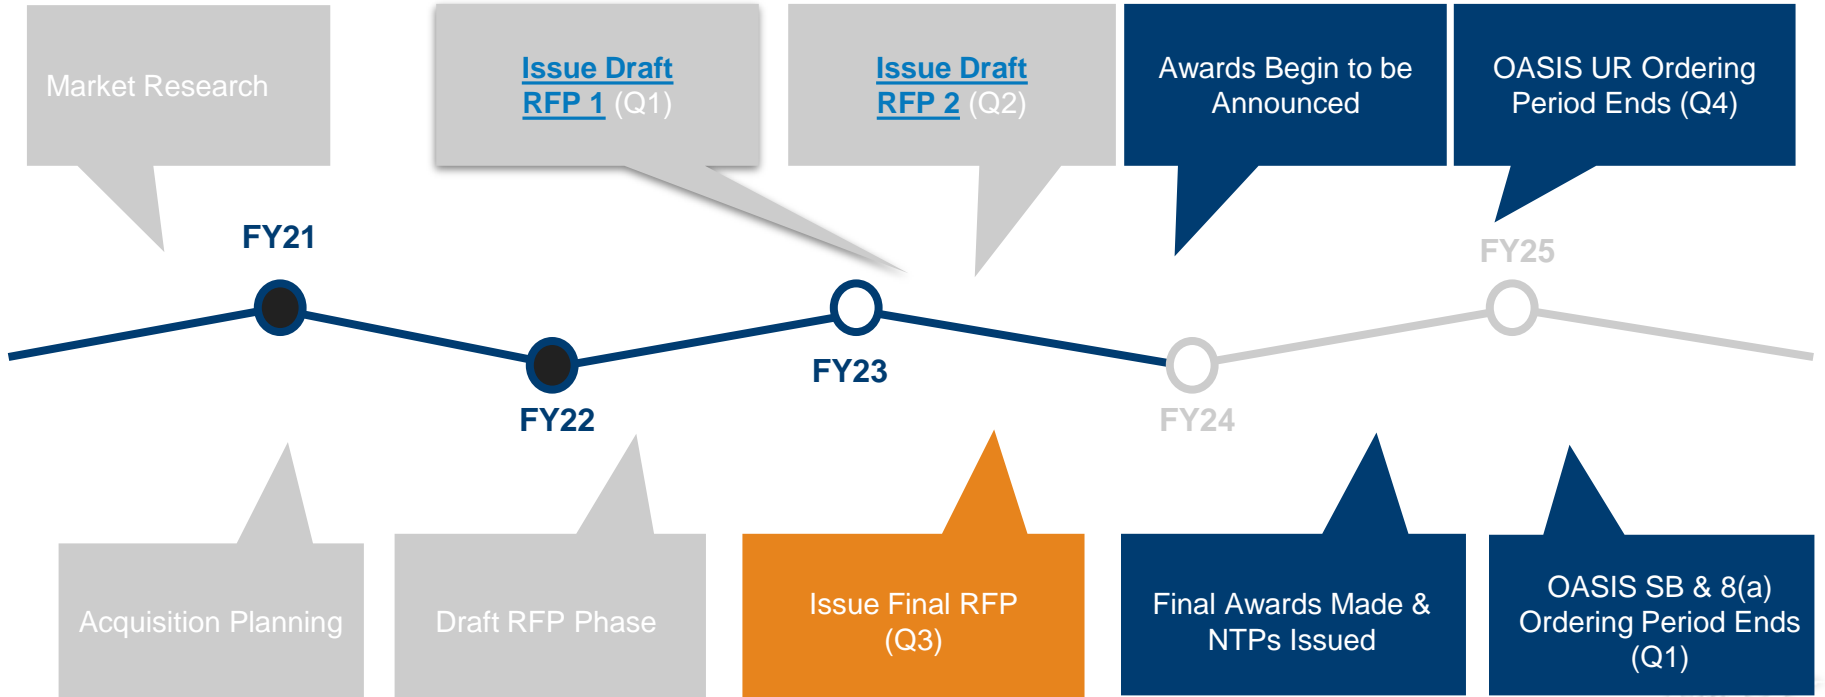 Market Research
Issue Draft
RFP 1 (Q1)
Issue Draft
RFP 2 (Q2)
Awards Begin to be
Announced
OASIS UR Ordering
Period Ends (Q4)
FY21
FY22
FY23
FY24
FY25
Acquisition Planning
Draft RFP Phase
Issue Final RFP
(Q3)
Final Awards Made &
NTPs Issued
OASIS SB & 8(a)
Ordering Period Ends
(Q1)